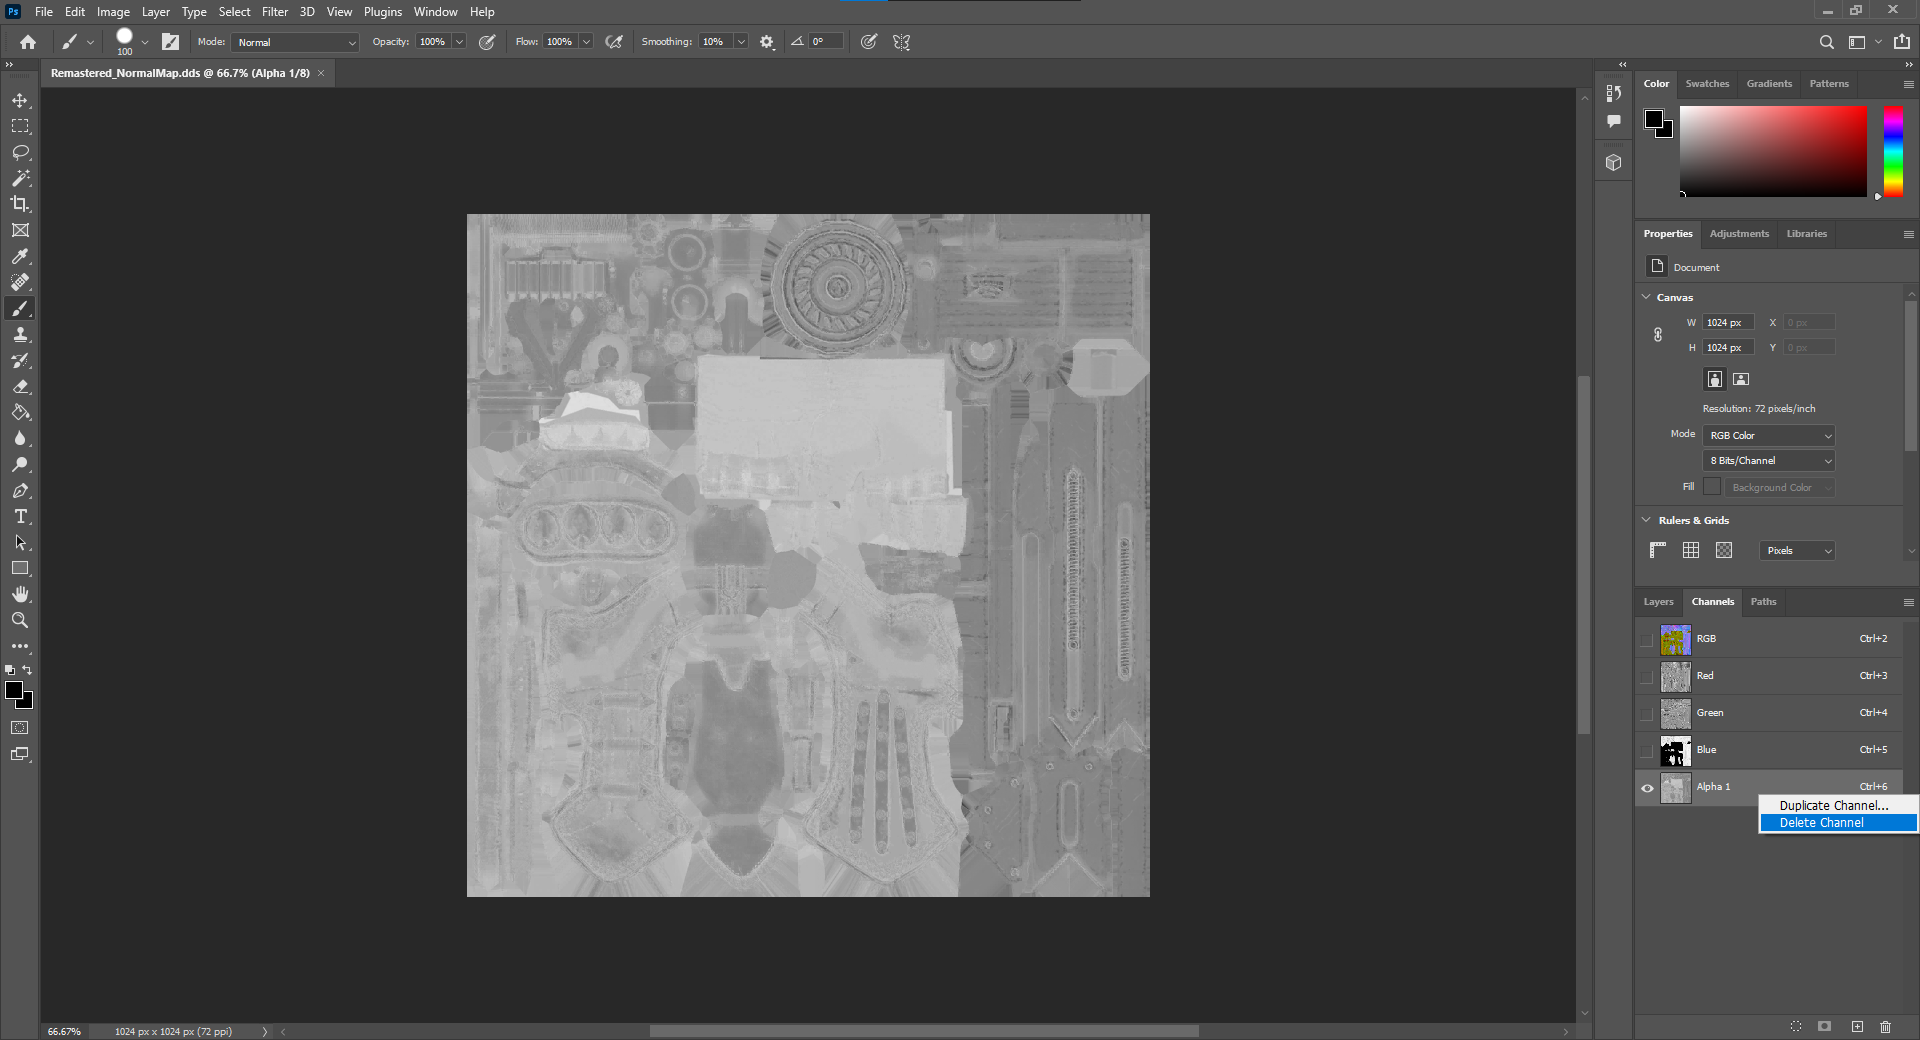 Ps File Edit Image Layer Type Select Filter 3D View Plugins Window Help
100 Mode: Normal Opacity: 100% Flow: 100% Smoothing: 10% 0°
Remastered_NormalMap.dds @ 66.7% (Alpha 1/8) ×
Color Swatches Gradients Patterns
Properties Adjustments Libraries
Document
Canvas
W 1024 px X 0 px
H 1024 px Y 0 px
Resolution: 72 pixels/inch
Mode RGB Color
8 Bits/Channel
Fill Background Color
Rulers & Grids
Pixels
Layers Channels Paths
RGB Ctrl+2
Red Ctrl+3
Green Ctrl+4
Blue Ctrl+5
Alpha 1 Ctrl+6
Duplicate Channel...
Delete Channel
66.67% 1024 px x 1024 px (72 ppi)